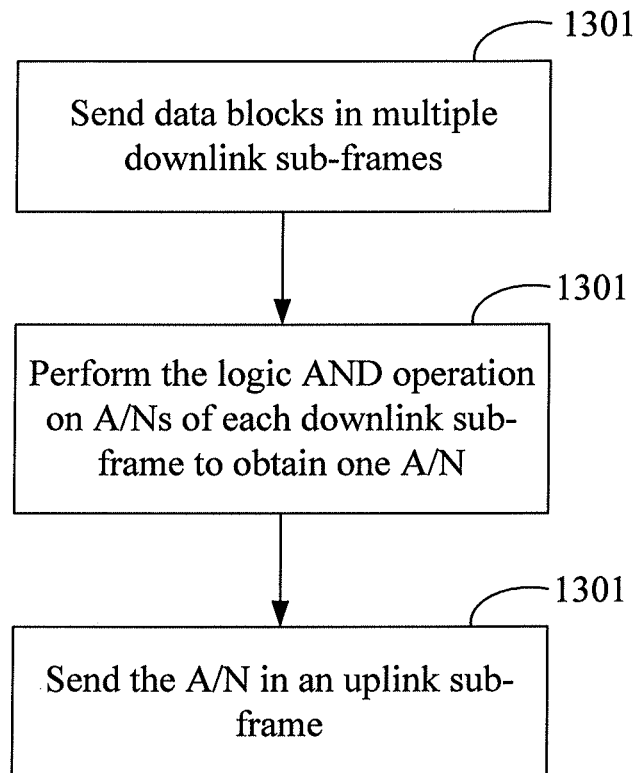 1301
Send data blocks in multiple
downlink sub-frames
1301
Perform the logic AND operation
on A/Ns of each downlink sub-
frame to obtain one A/N
1301
Send the A/N in an uplink sub-
frame